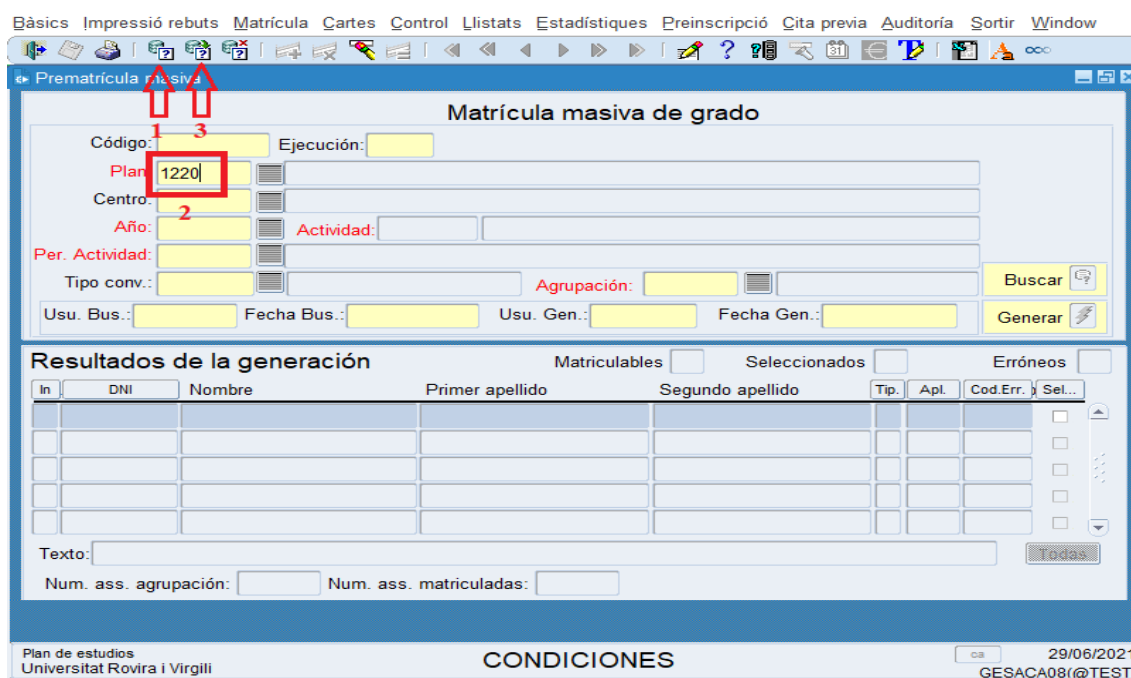 Bàsics Impressió rebuts Matrícula Cartes Control Llistats Estadístiques Preinscripció Cita previa Auditoría Sortir Window
Prematrícula masiva
Matrícula masiva de grado
1 3
Código: Ejecución:
Plan 1220
Centro:
2
Año: Actividad:
Per. Actividad:
Tipo conv.: Agrupación: Buscar
Usu. Bus.: Fecha Bus.: Usu. Gen.: Fecha Gen.: Generar
Resultados de la generación Matriculables Seleccionados Erróneos
In DNI Nombre Primer apellido Segundo apellido Tip. Apl. Cod.Err. Sel...
Texto: Todas
Num. ass. agrupación: Num. ass. matriculadas:
Plan de estudios ca 29/06/2021
Universitat Rovira i Virgili CONDICIONES GESACA08(@TEST